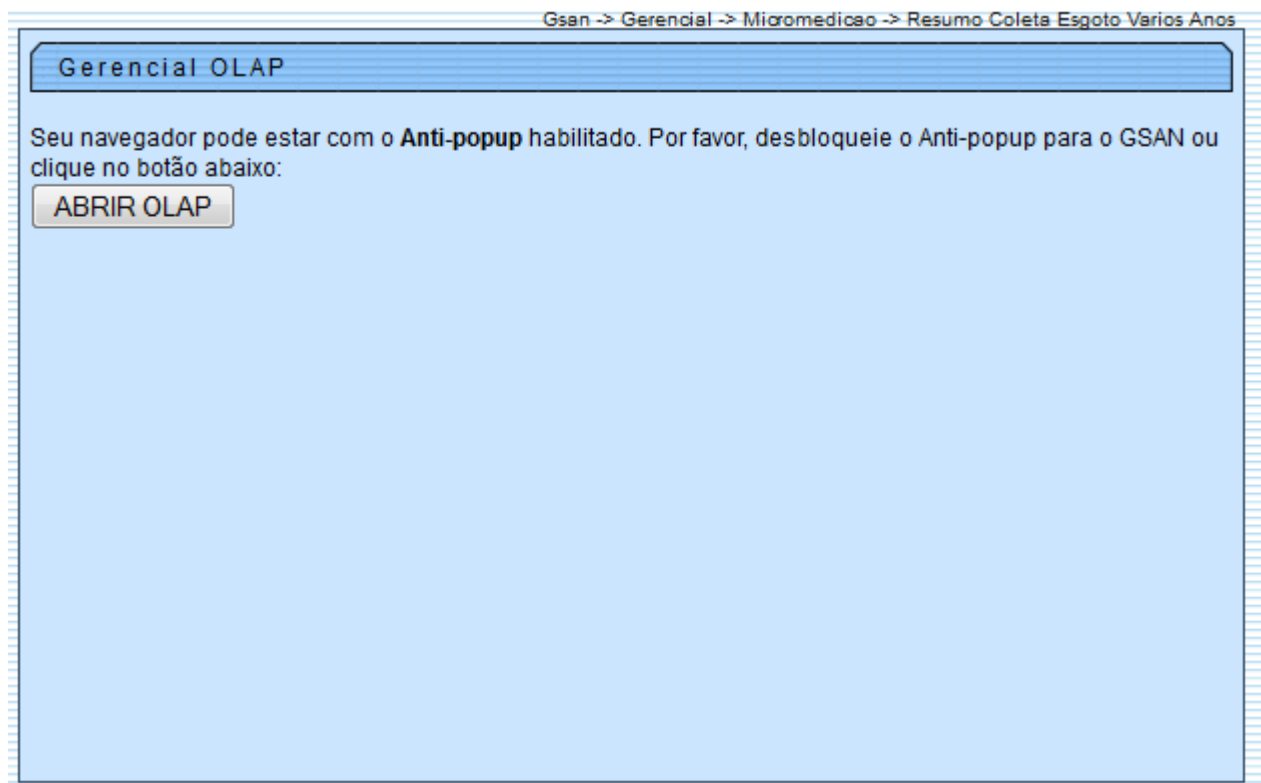 Gsan -> Gerencial -> Micromedicao -> Resumo Coleta Esgoto Varios Anos
Gerencial OLAP
Seu navegador pode estar com o Anti-popup habilitado. Por favor, desbloqueie o Anti-popup para o GSAN ou
clique no botão abaixo:
ABRIR OLAP